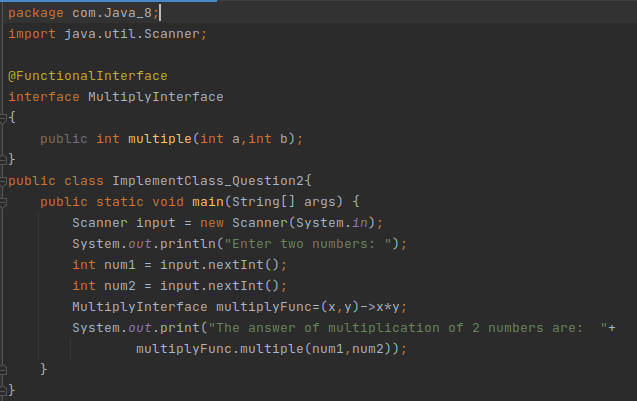 package com.Java_8;
import java.util.Scanner;
@FunctionalInterface
interface MultiplyInterface
{
    public int multiple(int a,int b);
}
public class ImplementClass_Question2{
    public static void main(String[] args) {
        Scanner input = new Scanner(System.in);
        System.out.println("Enter two numbers: ");
        int num1 = input.nextInt();
        int num2 = input.nextInt();
        MultiplyInterface multiplyFunc=(x,y)->x*y;
        System.out.print("The answer of multiplication of 2 numbers are:  "+
                multiplyFunc.multiple(num1,num2));
    }
}